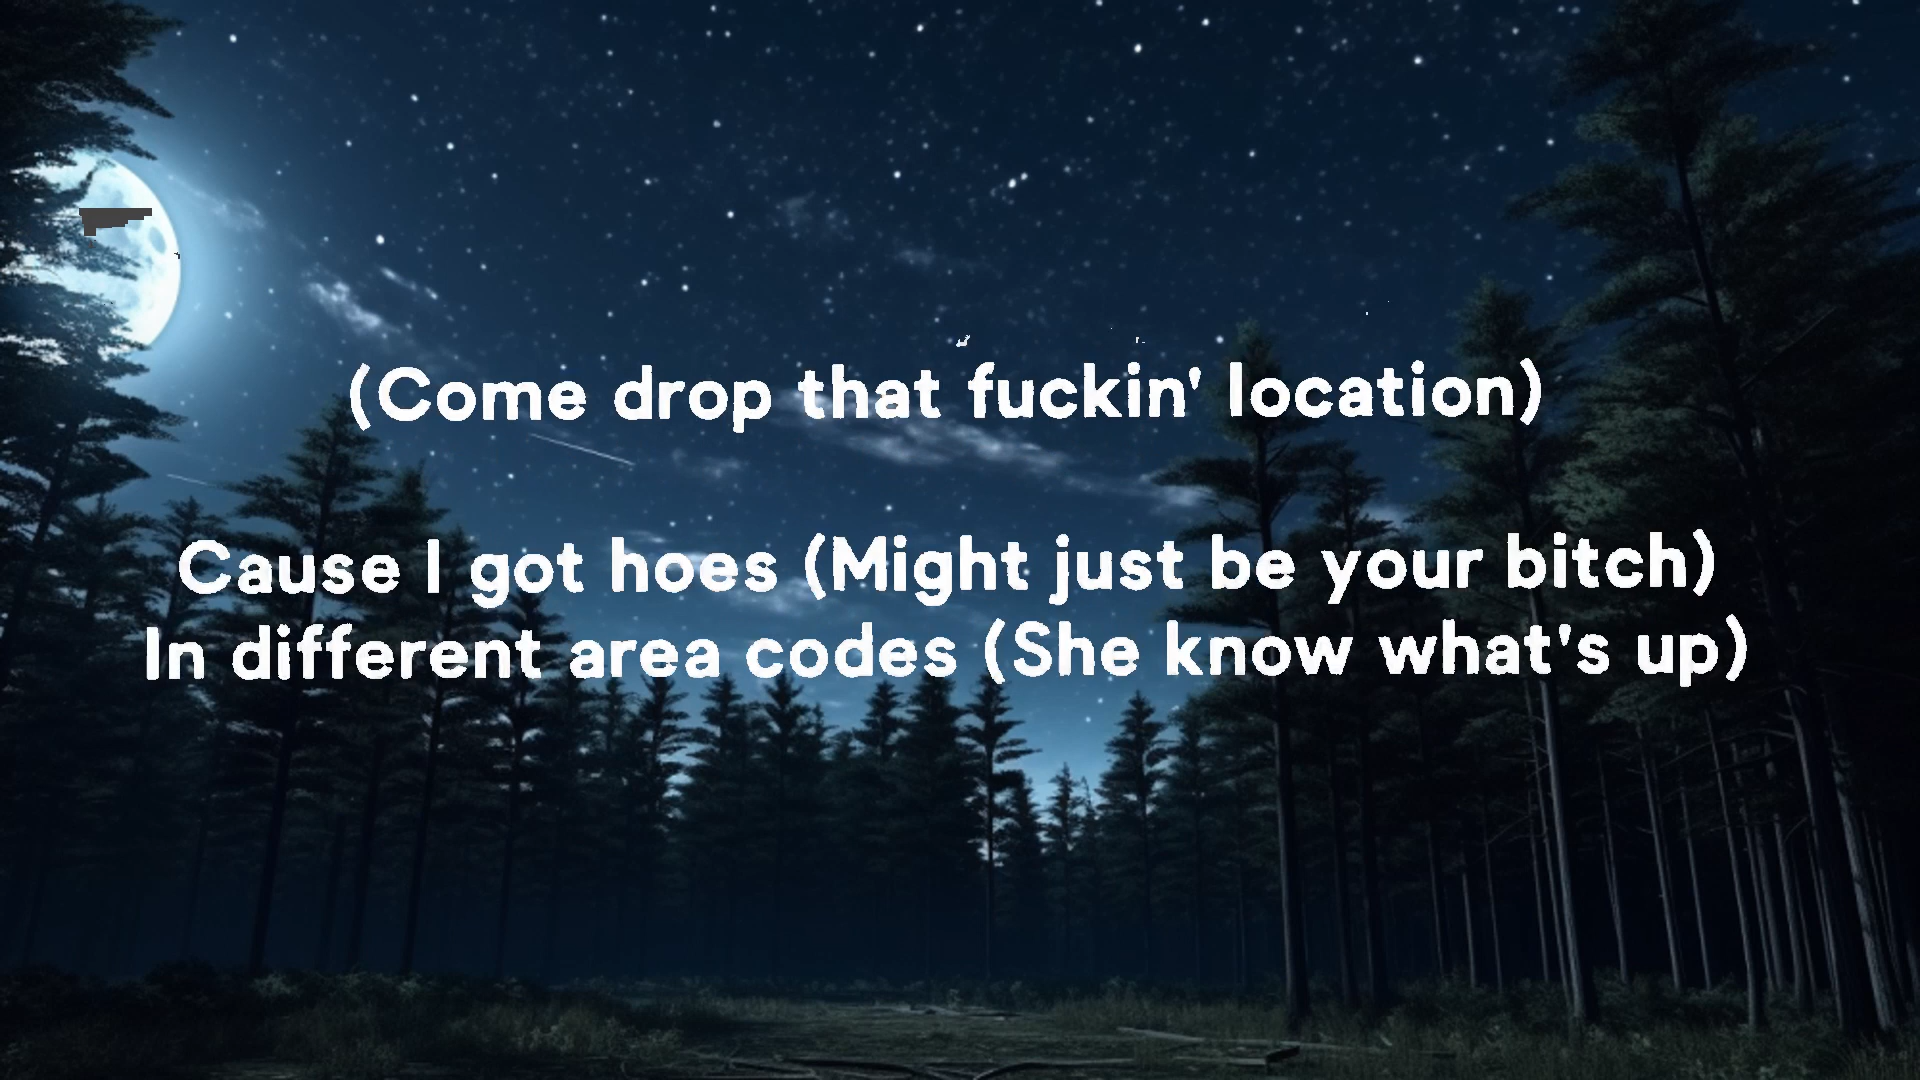 (Come drop that fuckin' location)
Cause I got hoes (Might just be your bitch)
In different area codes (She know what's up)